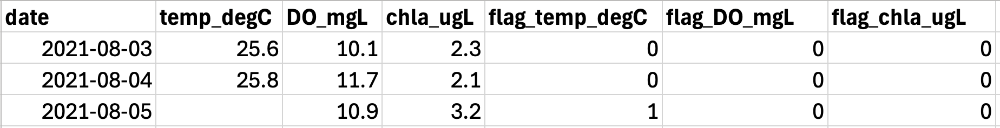 date temp_degC DO_mgL chla_ugL flag_temp_degC flag_DO_mgL flag_chla_ugL
2021-08-03 25.6 10.1 2.3 0 0 0
2021-08-04 25.8 11.7 2.1 0 0 0
2021-08-05 10.9 3.2 1 0 0